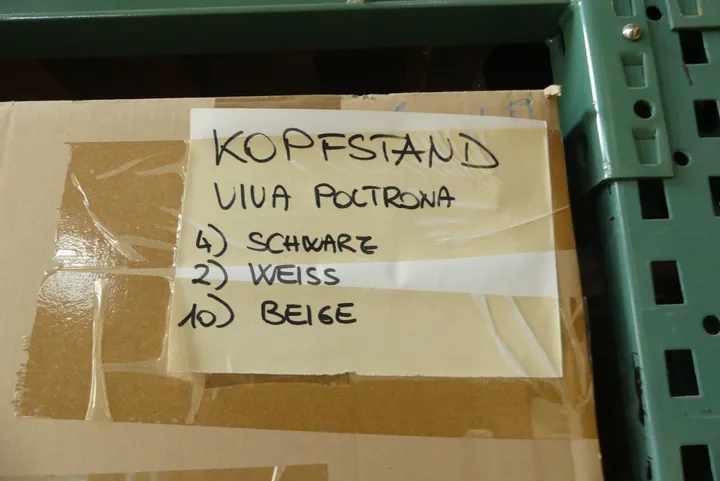 KOPFSTAND
VIVA POLTRONA
4) SCHWARZ
2) WEISS
10) BEIGE